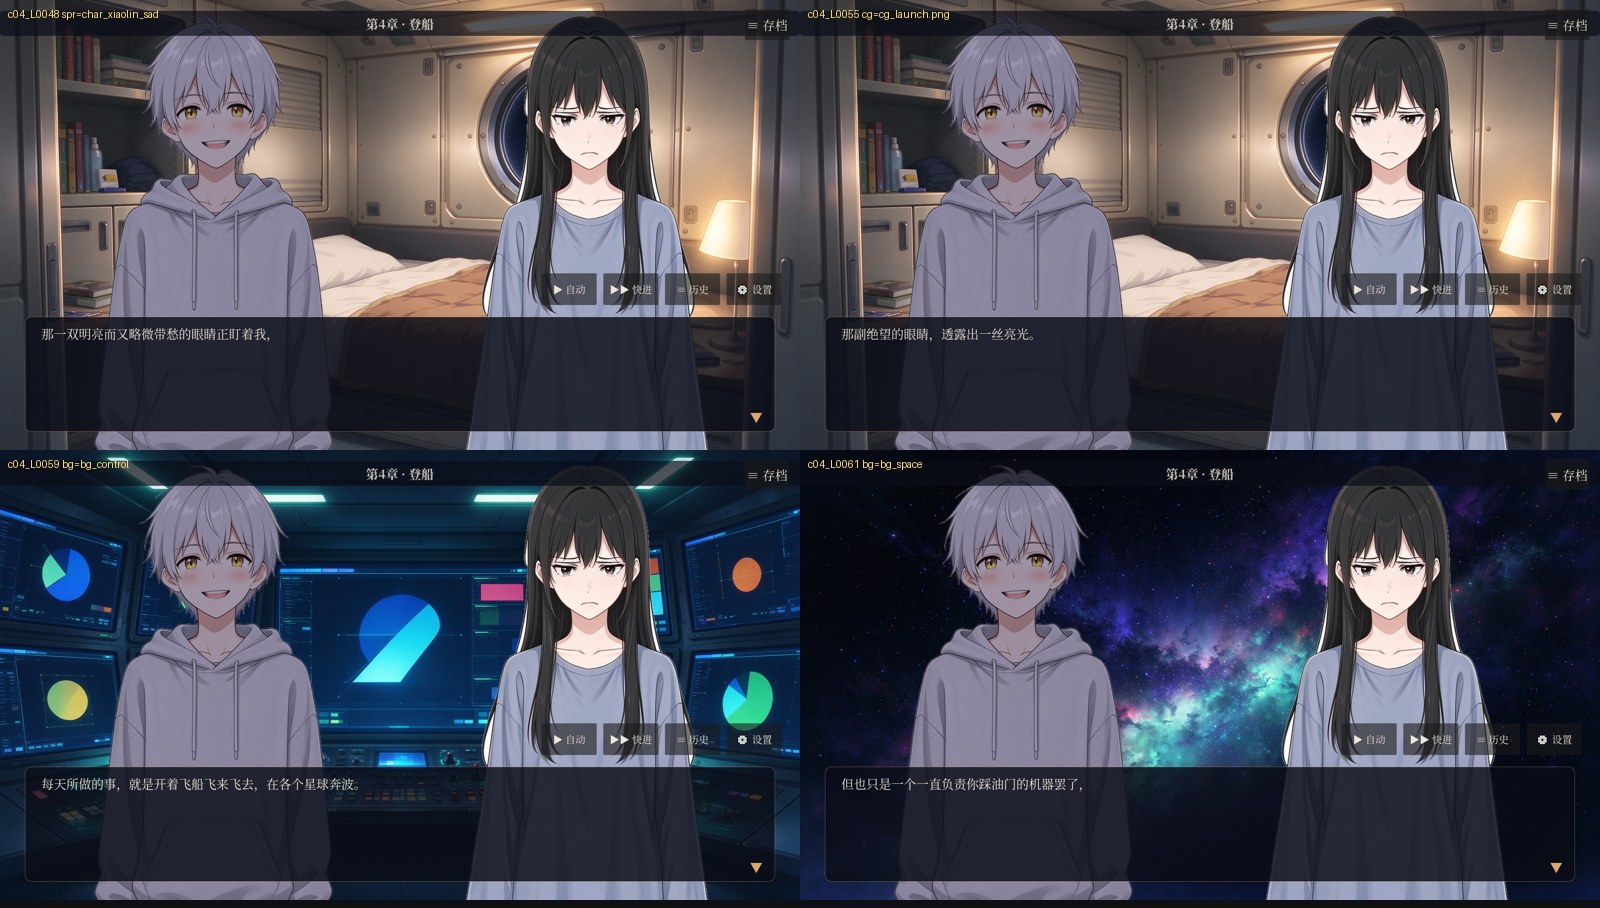 c04_L0048 spr=char_xiaolin_sad
第4章 · 登船
≡ 存档
▶ 自动
▶▶ 快进
≡ 历史
设置
那一双明亮而又略微带愁的眼睛正盯着我，
c04_L0055 cg=cg_launch.png
第4章 · 登船
≡ 存档
▶ 自动
▶▶ 快进
≡ 历史
设置
那副绝望的眼睛，透露出一丝亮光。
c04_L0059 bg=bg_control
第4章 · 登船
≡ 存档
▶ 自动
▶▶ 快进
≡ 历史
设置
每天所做的事，就是开着飞船飞来飞去，在各个星球奔波。
c04_L0061 bg=bg_space
第4章 · 登船
≡ 存档
▶ 自动
▶▶ 快进
≡ 历史
设置
但也只是一个一直负责你踩油门的机器罢了，